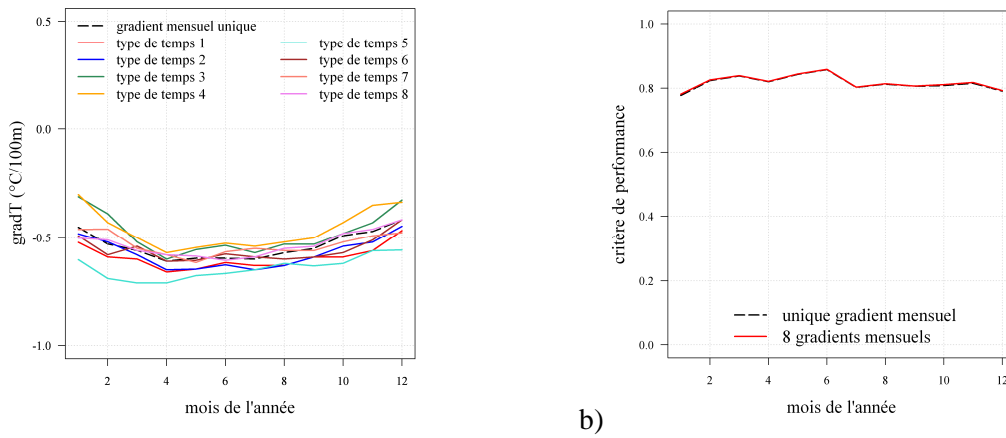 0.5
0.0
-0.5
-1.0
gradT (°C/100m)
gradient mensuel unique
type de temps 1
type de temps 2
type de temps 3
type de temps 4
type de temps 5
type de temps 6
type de temps 7
type de temps 8
2 4 6 8 10 12
mois de l'année
b)
1.0
0.8
0.6
0.4
0.2
0.0
critère de performance
unique gradient mensuel
8 gradients mensuels
2 4 6 8 10 12
mois de l'année